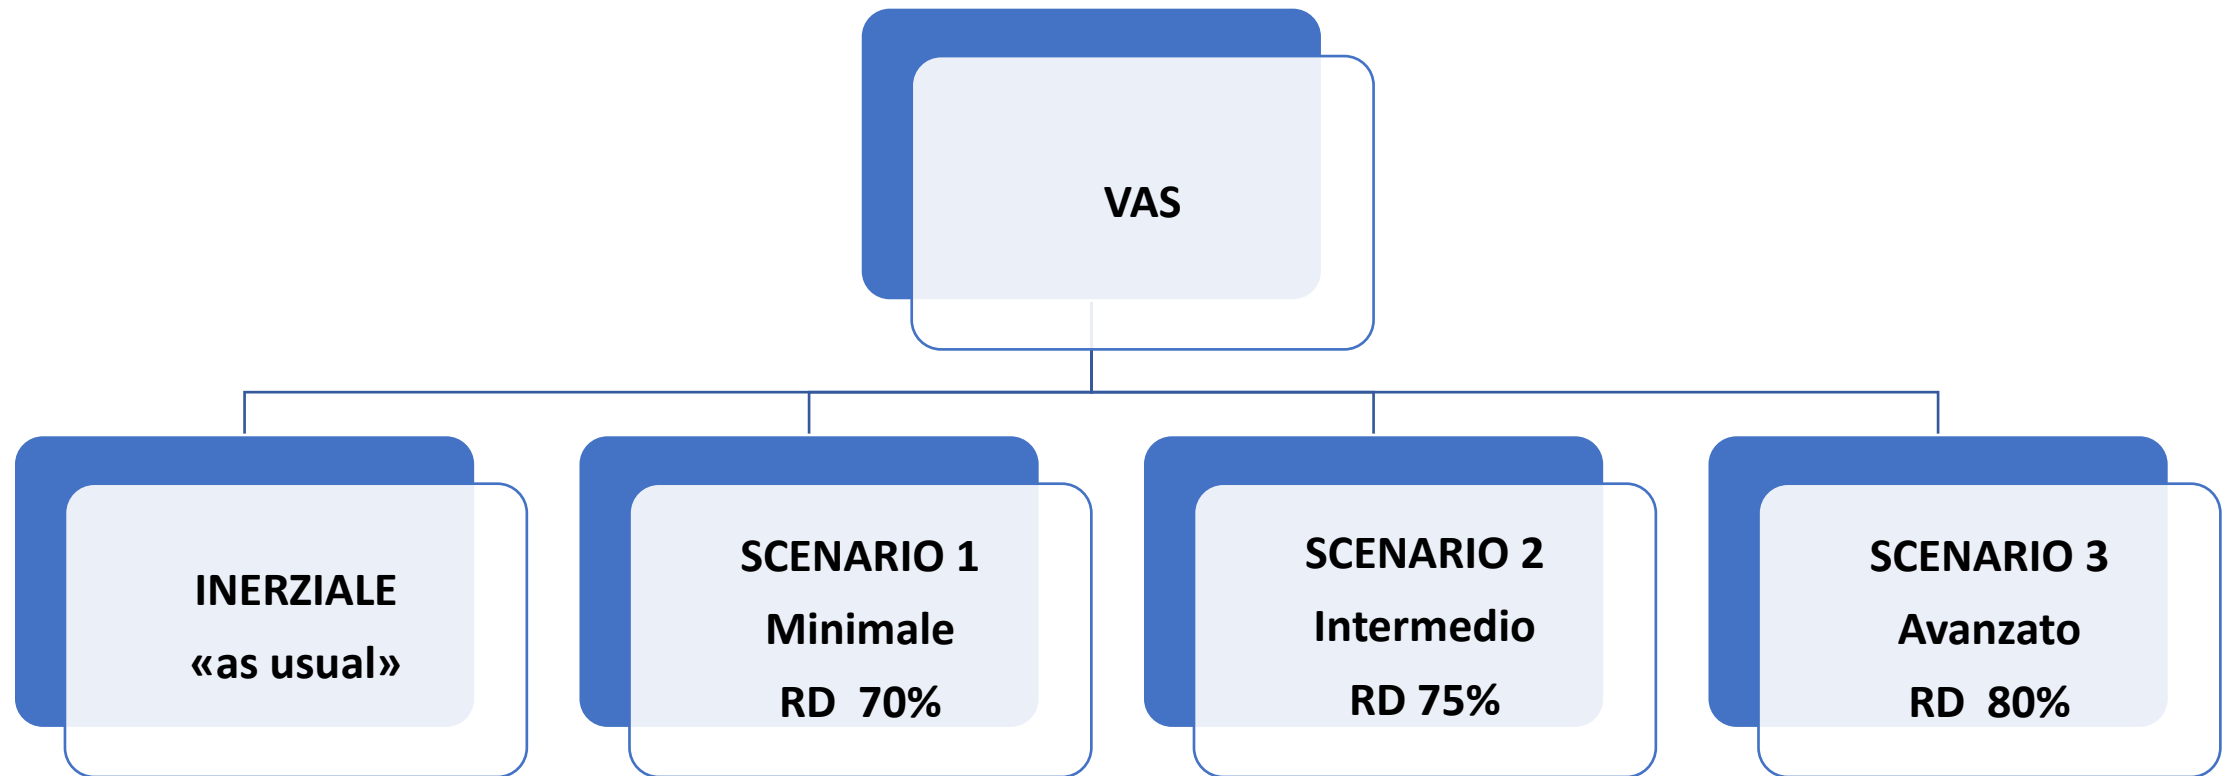 VAS
INERZIALE
«as usual»
SCENARIO 1
Minimale
RD  70%
SCENARIO 2
Intermedio
RD 75%
SCENARIO 3
Avanzato
RD  80%